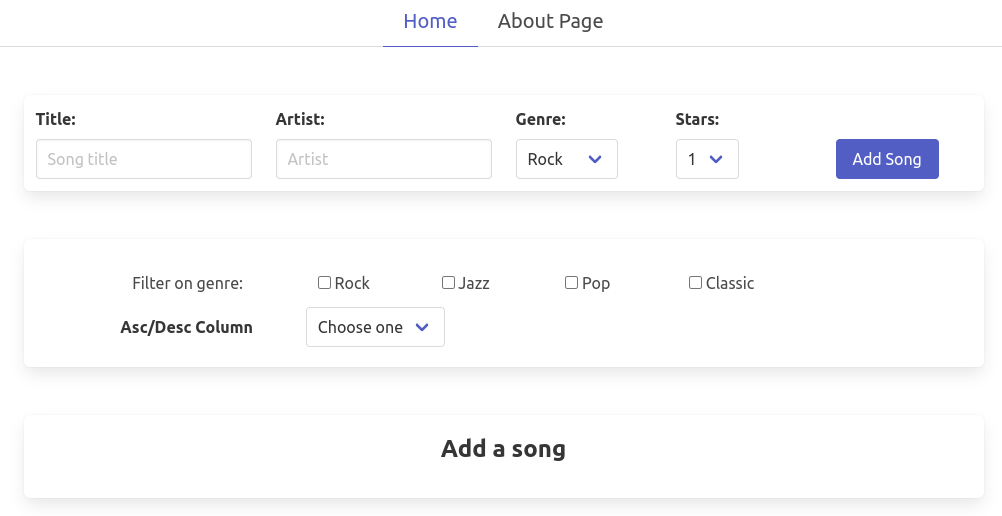 Home About Page
Title: Artist: Genre: Stars:
Song title Artist Rock 1 Add Song
Filter on genre: Rock Jazz Pop Classic
Asc/Desc Column Choose one
Add a song